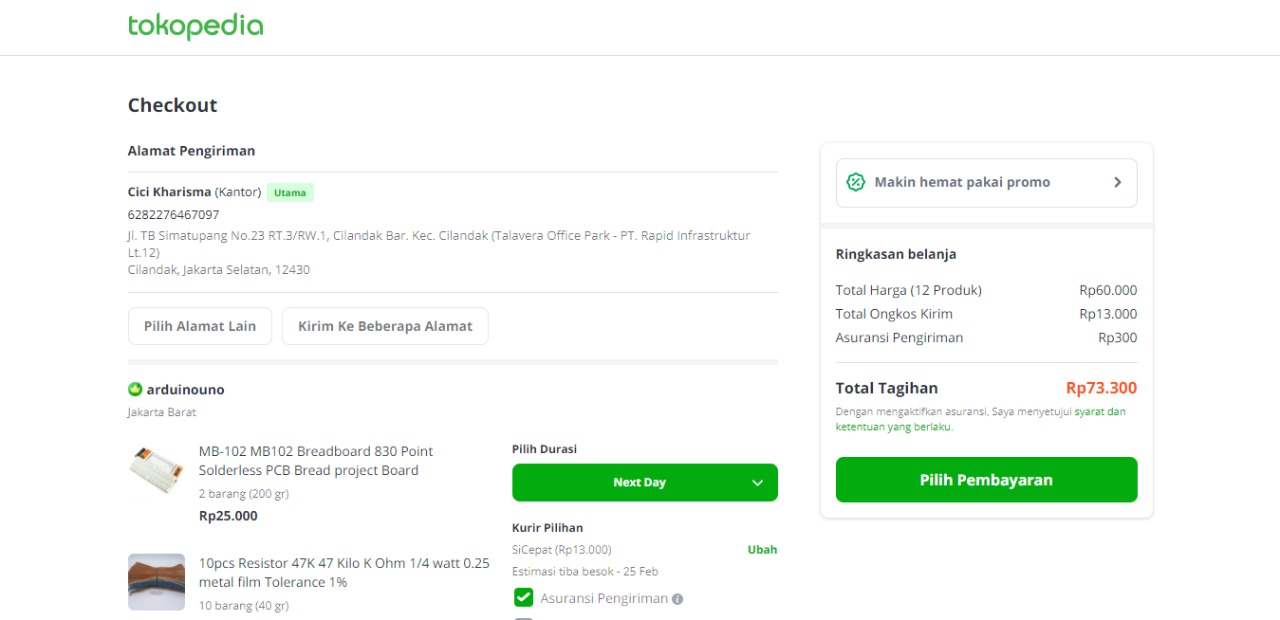 tokopedia
Checkout
Alamat Pengiriman
Cici Kharisma (Kantor) Utama
6282276467097
Jl. TB Simatupang No.23 RT.3/RW.1, Cilandak Bar. Kec. Cilandak (Talavera Office Park - PT. Rapid Infrastruktur
Lt.12)
Cilandak, Jakarta Selatan, 12430
Pilih Alamat Lain
Kirim Ke Beberapa Alamat
arduinouno
Jakarta Barat
MB-102 MB102 Breadboard 830 Point
Solderless PCB Bread project Board
2 barang (200 gr)
Rp25.000
10pcs Resistor 47K 47 Kilo K Ohm 1/4 watt 0.25
metal film Tolerance 1%
10 barang (40 gr)
Pilih Durasi
Next Day
Kurir Pilihan
SiCepat (Rp13.000) Ubah
Estimasi tiba besok - 25 Feb
Asuransi Pengiriman
Makin hemat pakai promo
Ringkasan belanja
Total Harga (12 Produk) Rp60.000
Total Ongkos Kirim Rp13.000
Asuransi Pengiriman Rp300
Total Tagihan Rp73.300
Dengan mengaktifkan asuransi, Saya menyetujui syarat dan
ketentuan yang berlaku.
Pilih Pembayaran